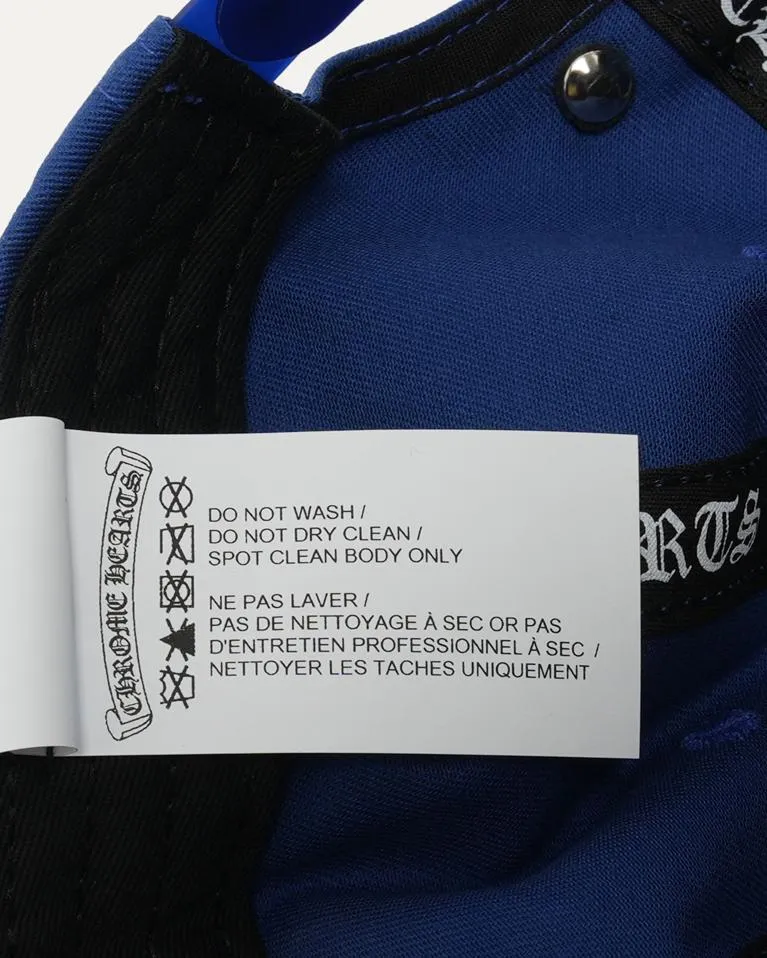 CHROME HEARTS
DO NOT WASH /
DO NOT DRY CLEAN /
SPOT CLEAN BODY ONLY
NE PAS LAVER /
PAS DE NETTOYAGE À SEC OR PAS
D'ENTRETIEN PROFESSIONNEL À SEC /
NETTOYER LES TACHES UNIQUEMENT
ARTS